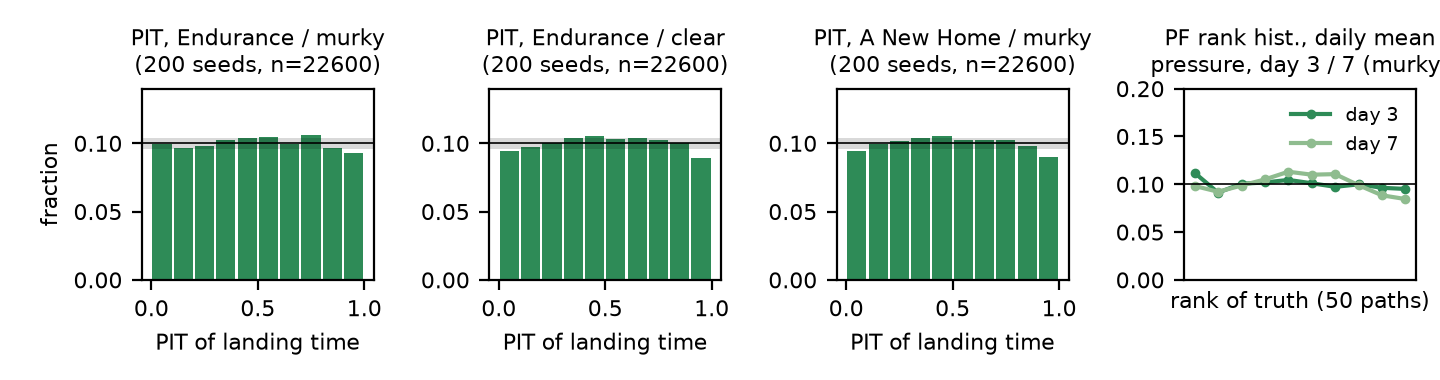 PIT, Endurance / murky
(200 seeds, n=22600)
fraction
0.10
0.05
0.00
0.0
0.5
1.0
PIT of landing time
PIT, Endurance / clear
(200 seeds, n=22600)
0.10
0.05
0.00
0.0
0.5
1.0
PIT of landing time
PIT, A New Home / murky
(200 seeds, n=22600)
0.10
0.05
0.00
0.0
0.5
1.0
PIT of landing time
PF rank hist., daily mean
pressure, day 3 / 7 (murky
0.20
0.15
0.10
0.05
0.00
day 3
day 7
rank of truth (50 paths)